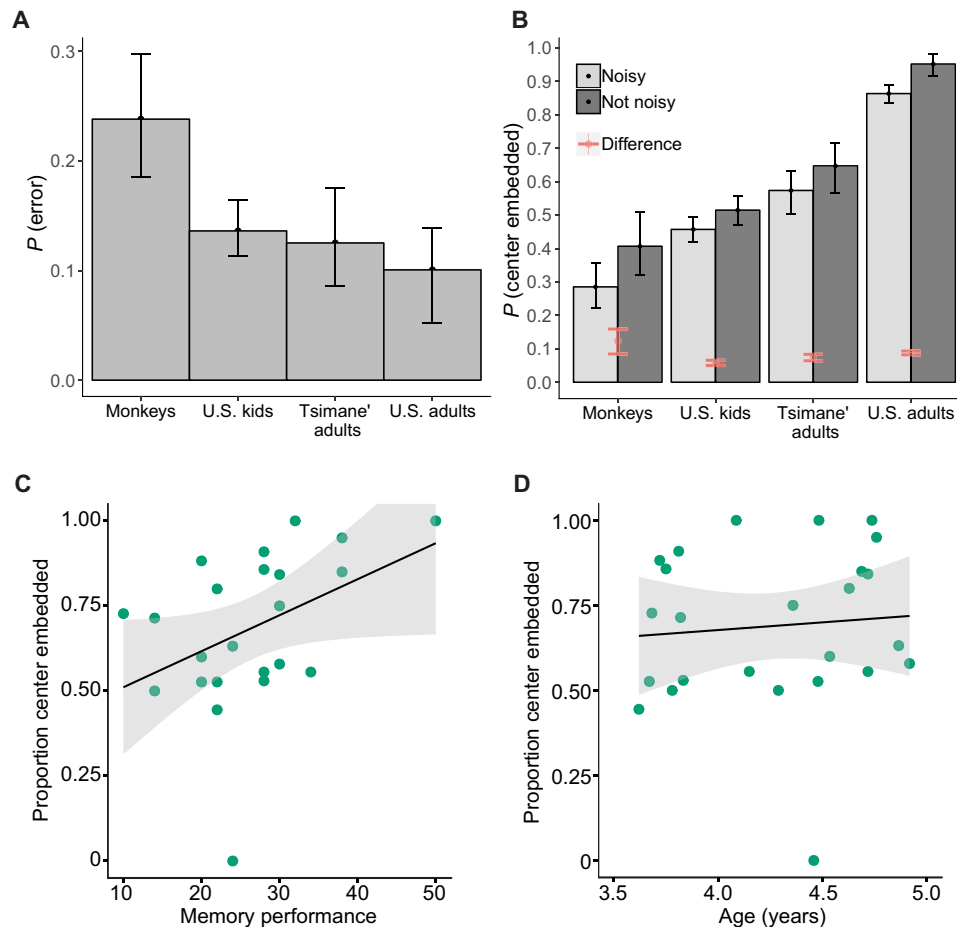 A
P (error)
0.3
0.2
0.1
0.0
Monkeys
U.S. kids
Tsimane'
adults
U.S. adults
B
P (center embedded)
1.0
0.9
0.8
0.7
0.6
0.5
0.4
0.3
0.2
0.1
0.0
Noisy
Not noisy
Difference
Monkeys
U.S. kids
Tsimane'
adults
U.S. adults
C
Proportion center embedded
1.00
0.75
0.50
0.25
0
10
20
30
40
50
Memory performance
D
Proportion center embedded
1.00
0.75
0.50
0.25
0
3.5
4.0
4.5
5.0
Age (years)